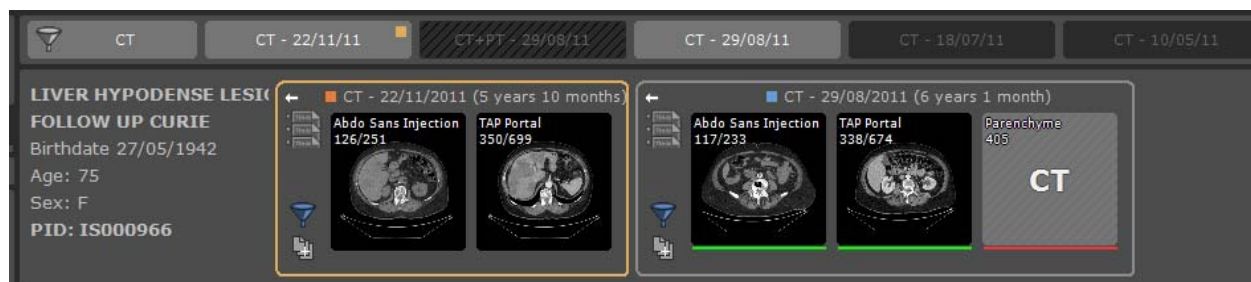 CT
CT - 22/11/11
CT+PT - 29/08/11
CT - 29/08/11
CT - 18/07/11
CT - 10/05/11
LIVER HYPODENSE LESI
FOLLOW UP CURIE
Birthdate 27/05/1942
Age: 75
Sex: F
PID: IS000966
CT - 22/11/2011 (5 years 10 months)
Abdo Sans Injection
126/251
TAP Portal
350/699
CT - 29/08/2011 (6 years 1 month)
Abdo Sans Injection
117/233
TAP Portal
338/674
Parenchyme
405
CT